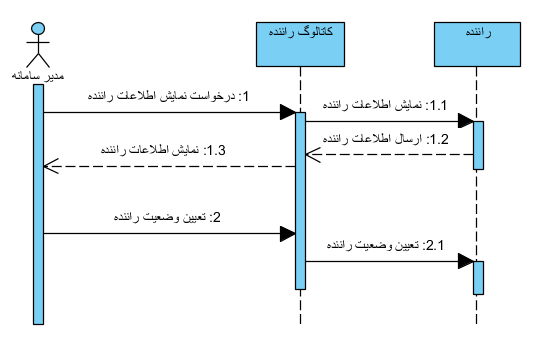 کاتالوگ راننده
راننده
مدیر سامانه
1: درخواست نمایش اطلاعات راننده
1.1: نمایش اطلاعات راننده
1.2: ارسال اطلاعات راننده
1.3: نمایش اطلاعات راننده
2: تعیین وضعیت راننده
2.1: تعیین وضعیت راننده